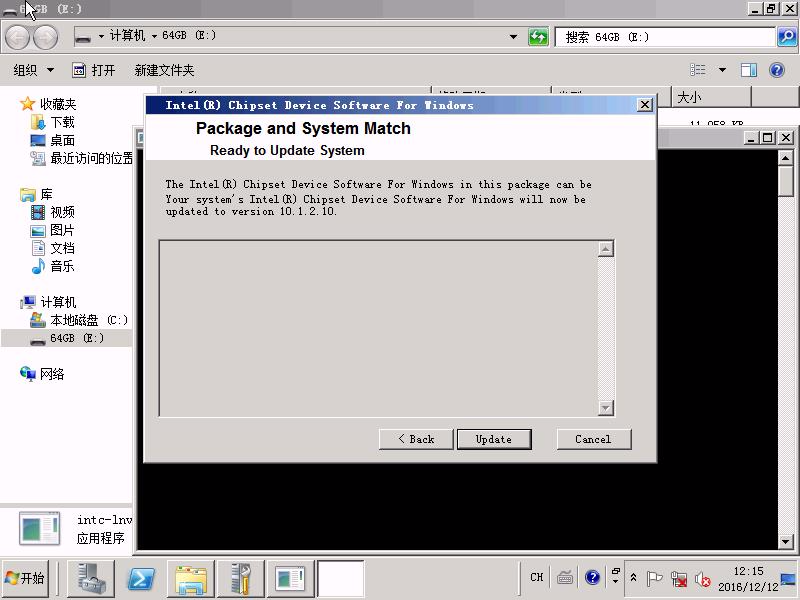 GB (E:)
计算机
64GB (E:)
搜索 64GB (E:)
组织
打开
新建文件夹
大小
收藏夹
下载
桌面
最近访问的位置
库
视频
图片
文档
音乐
计算机
本地磁盘 (C:)
64GB (E:)
网络
Intel(R) Chipset Device Software For Windows
Package and System Match
Ready to Update System
The Intel(R) Chipset Device Software For Windows in this package can be
Your system's Intel(R) Chipset Device Software For Windows will now be
updated to version 10.1.2.10.
< Back
Update
Cancel
intc-lnv
应用程序
开始
CH
12:15
2016/12/12